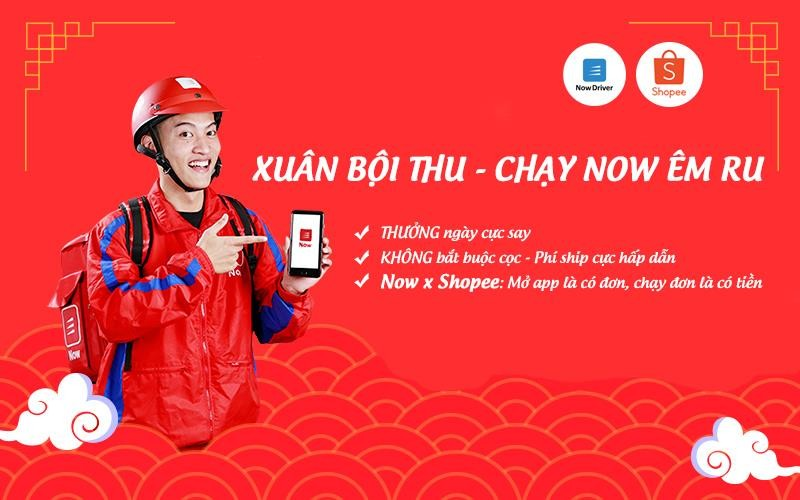 Now Driver
Shopee
XUÂN BỘI THU - CHẠY NOW ÊM RU
THƯỞNG ngày cực say
KHÔNG bắt buộc cọc - Phí ship cực hấp dẫn
Now x Shopee: Mở app là có đơn, chạy đơn là có tiền
Now
No
Now